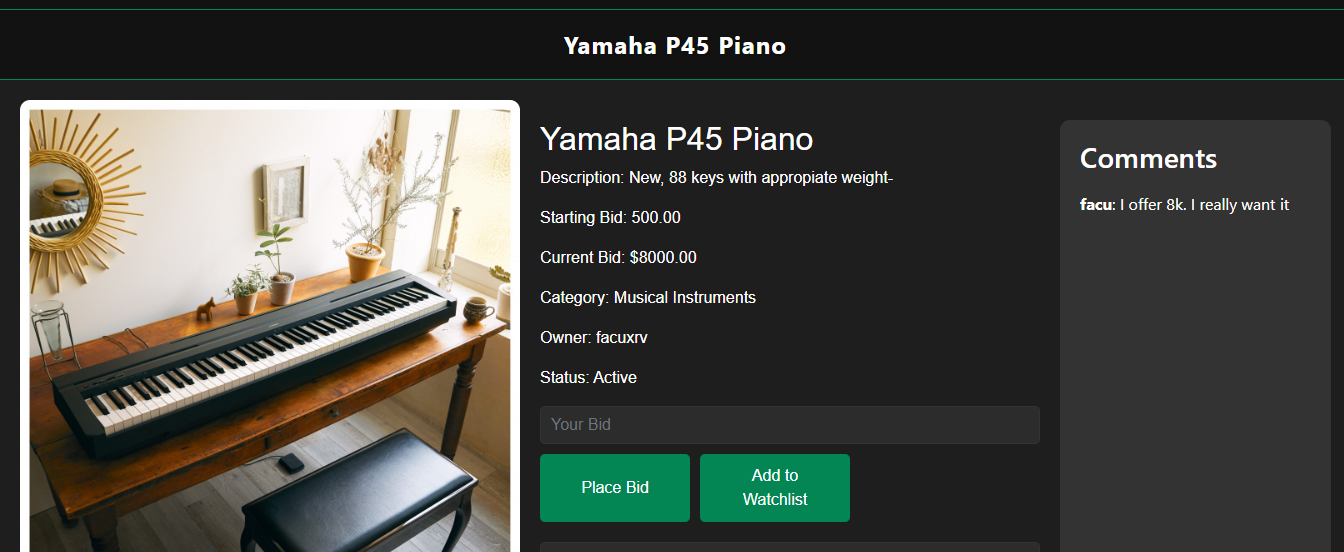 Yamaha P45 Piano
Yamaha P45 Piano
Description: New, 88 keys with appropiate weight-
Starting Bid: 500.00
Current Bid: $8000.00
Category: Musical Instruments
Owner: facuxrv
Status: Active
Your Bid
Place Bid
Add to
Watchlist
Comments
facu: I offer 8k. I really want it